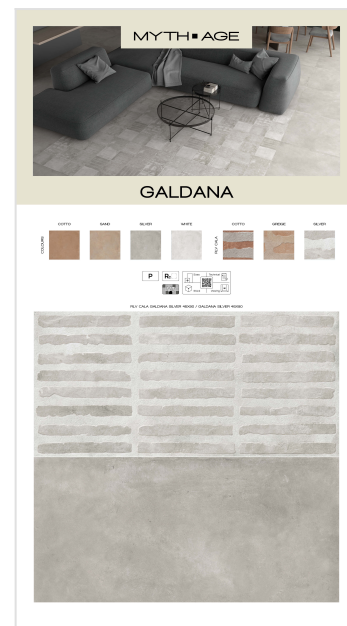 MYTH AGE
GALDANA
COLOURS
COTTO
SAND
SILVER
WHITE
RLV CALA
COTTO
GREIGE
SILVER
P
RLV CALA GALDANA SILVER 45X90 / GALDANA SILVER 45X90